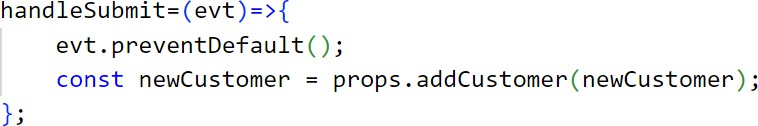 handleSubmit=(evt)=>{
    evt.preventDefault();
    const newCustomer = props.addCustomer(newCustomer);
};